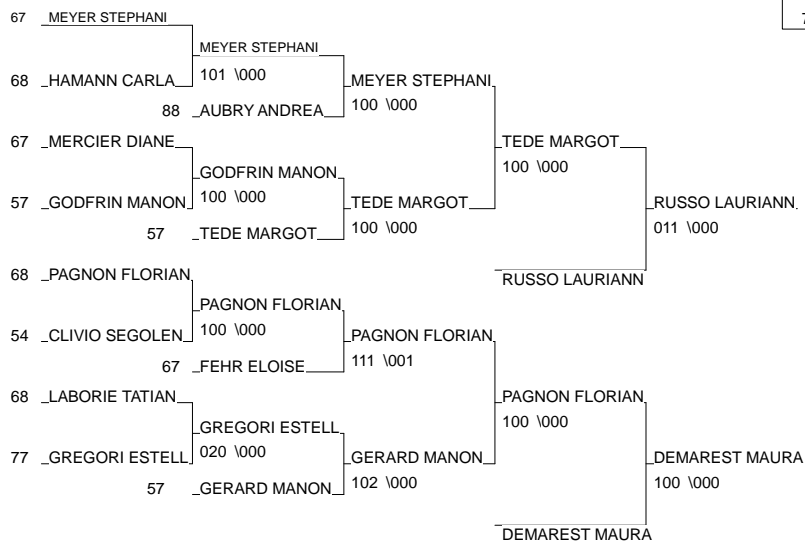 67 MEYER STEPHANI
7
MEYER STEPHANI
68 HAMANN CARLA 101 \000 MEYER STEPHANI
88 AUBRY ANDREA 100 \000
67 MERCIER DIANE TEDE MARGOT
GODFRIN MANON 100 \000
57 GODFRIN MANON 100 \000 TEDE MARGOT RUSSO LAURIANN
57 TEDE MARGOT 100 \000 011 \000
68 PAGNON FLORIAN RUSSO LAURIANN
PAGNON FLORIAN
54 CLIVIO SEGOLEN 100 \000 PAGNON FLORIAN
67 FEHR ELOISE 111 \001
68 LABORIE TATIAN PAGNON FLORIAN
GREGORI ESTELL 100 \000
77 GREGORI ESTELL 020 \000 GERARD MANON DEMAREST MAURA
57 GERARD MANON 102 \000 100 \000
DEMAREST MAURA